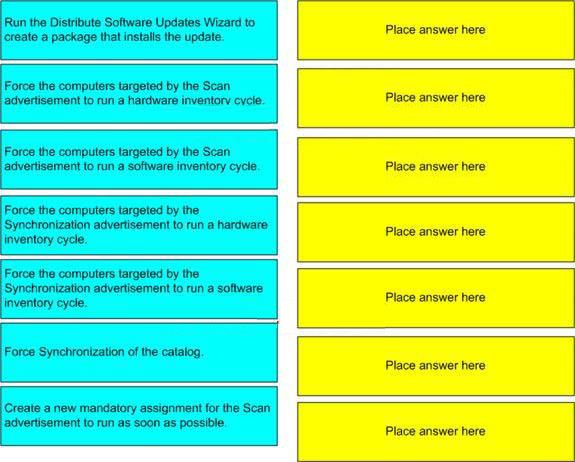 Run the Distribute Software Updates Wizard to
create a package that installs the update.
Place answer here
Force the computers targeted by the Scan
advertisement to run a hardware inventory cycle.
Place answer here
Force the computers targeted by the Scan
advertisement to run a software inventory cycle.
Place answer here
Force the computers targeted by the
Synchronization advertisement to run a hardware
inventory cycle.
Place answer here
Force the computers targeted by the
Synchronization advertisement to run a software
inventory cycle.
Place answer here
Force Synchronization of the catalog.
Place answer here
Create a new mandatory assignment for the Scan
advertisement to run as soon as possible.
Place answer here